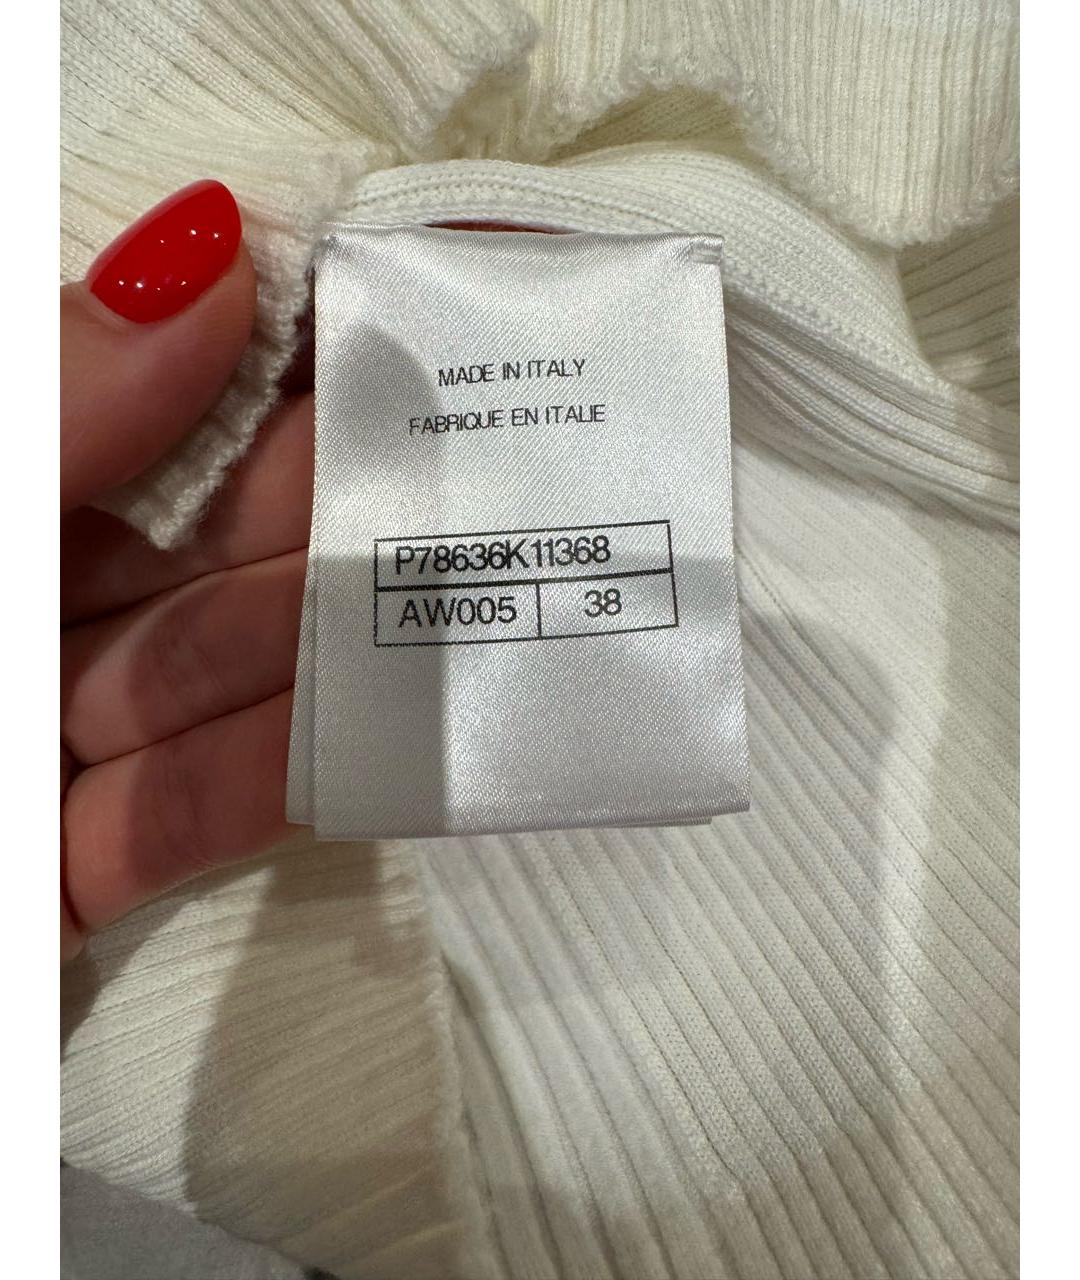 MADE IN ITALY
FABRIQUE EN ITALIE
P78636K11368
AW005 38